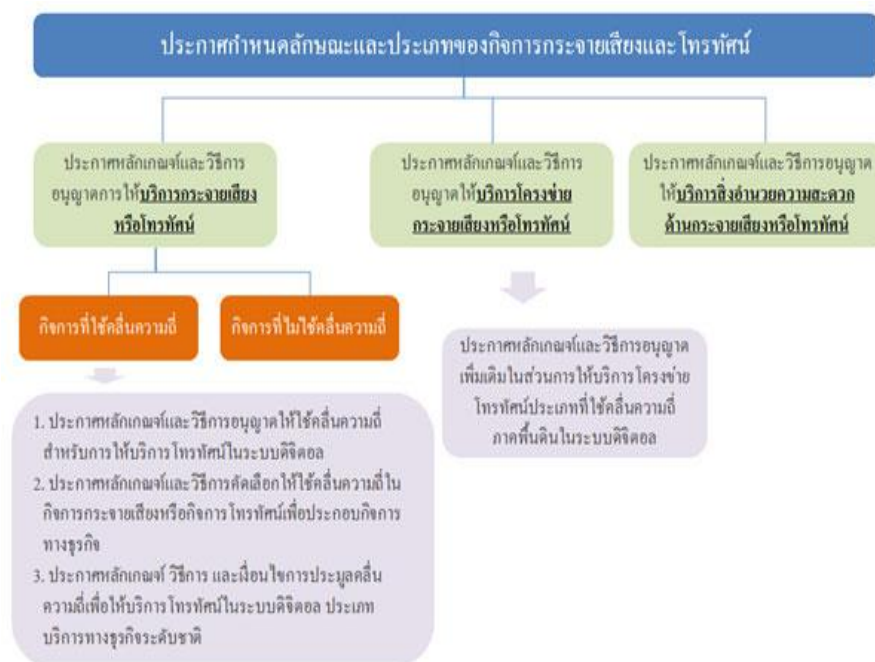 ประกาศกำหนดลักษณะและประเภทของกิจการกระจายเสียงและโทรทัศน์
ประกาศหลักเกณฑ์และวิธีการ
อนุญาตการให้บริการกระจายเสียง
หรือโทรทัศน์
ประกาศหลักเกณฑ์และวิธีการ
อนุญาตให้บริการโครงข่าย
กระจายเสียงหรือโทรทัศน์
ประกาศหลักเกณฑ์และวิธีการอนุญาต
ให้บริการสิ่งอำนวยความสะดวก
ด้านกระจายเสียงหรือโทรทัศน์
กิจการที่ใช้คลื่นความถี่
กิจการที่ไม่ใช้คลื่นความถี่
ประกาศหลักเกณฑ์และวิธีการอนุญาต
เพิ่มเติมในส่วนการให้บริการโครงข่าย
โทรทัศน์ประเภทที่ใช้คลื่นความถี่
ภาคพื้นดินในระบบดิจิตอล
1. ประกาศหลักเกณฑ์และวิธีการอนุญาตให้ใช้คลื่นความถี่
สำหรับการให้บริการโทรทัศน์ในระบบดิจิตอล
2. ประกาศหลักเกณฑ์และวิธีการคัดเลือกให้ใช้คลื่นความถี่ใน
กิจการกระจายเสียงหรือกิจการโทรทัศน์เพื่อประกอบกิจการ
ทางธุรกิจ
3. ประกาศหลักเกณฑ์ วิธีการ และเงื่อนไขการประมูลคลื่น
ความถี่เพื่อให้บริการโทรทัศน์ในระบบดิจิตอล ประเภท
บริการทางธุรกิจระดับชาติ